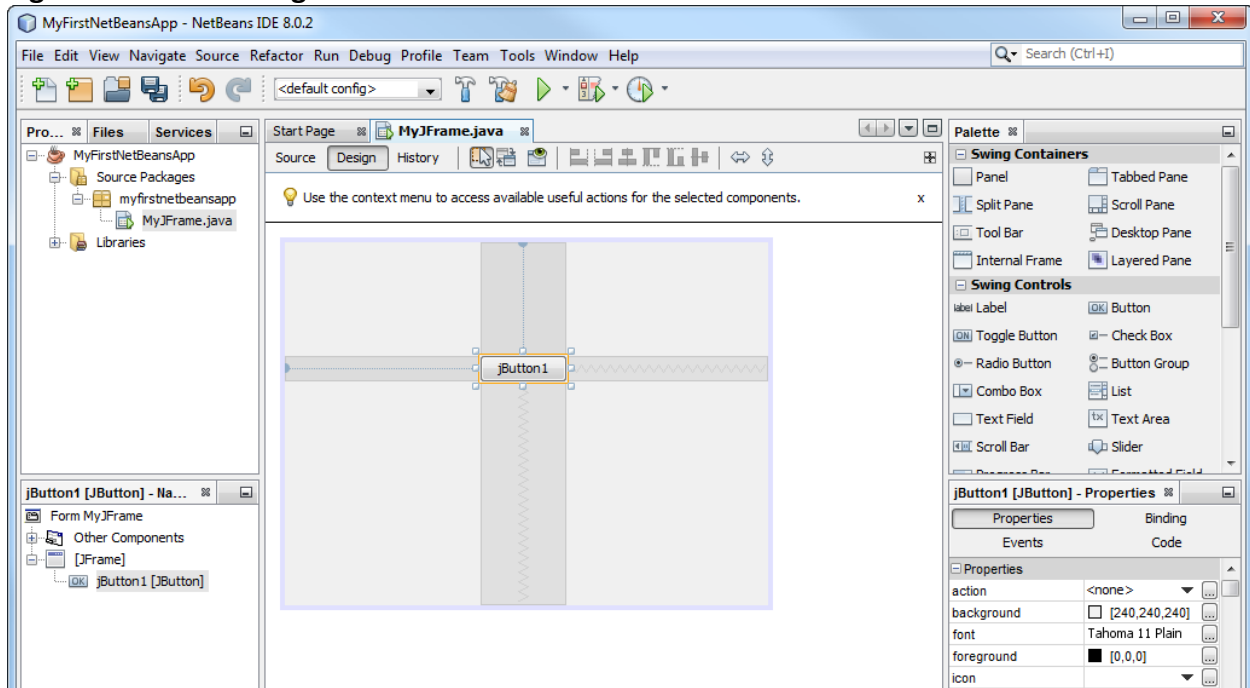 MyFirstNetBeansApp - NetBeans IDE 8.0.2
File Edit View Navigate Source Refactor Run Debug Profile Team Tools Window Help
Search (Ctrl+I)
<default config>
Pro... Files Services
MyFirstNetBeansApp
Source Packages
myfirstnetbeansapp
MyJFrame.java
Libraries
Start Page MyJFrame.java
Source Design History
Use the context menu to access available useful actions for the selected components. x
jButton1
Palette
Swing Containers
Panel Tabbed Pane
Split Pane Scroll Pane
Tool Bar Desktop Pane
Internal Frame Layered Pane
Swing Controls
label Label OK Button
ON Toggle Button Check Box
Radio Button Button Group
Combo Box List
Text Field tx Text Area
Scroll Bar Slider
jButton1 [JButton] - Na...
Form MyJFrame
Other Components
[JFrame]
OK jButton1 [JButton]
jButton1 [JButton] - Properties
Properties Binding
Events Code
Properties
action <none> ...
background [240,240,240] ...
font Tahoma 11 Plain ...
foreground [0,0,0] ...
icon ...